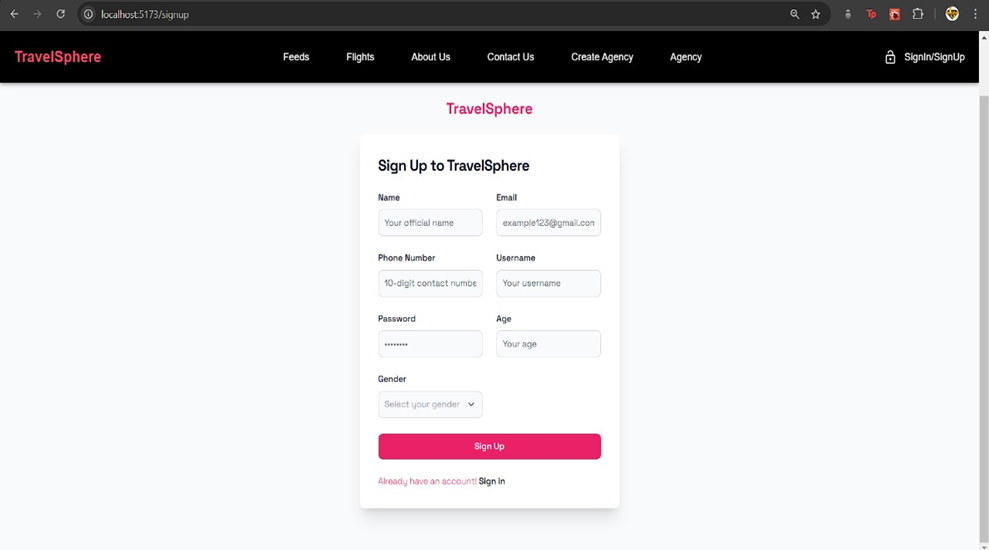 localhost:5173/signup
TravelSphere Feeds Flights About Us Contact Us Create Agency Agency SignIn/SignUp
TravelSphere
Sign Up to TravelSphere
Name Email
Your official name example123@gmail.con
Phone Number Username
10-digit contact numbe Your username
Password Age
•••••••• Your age
Gender
Select your gender
Sign Up
Already have an account! Sign in